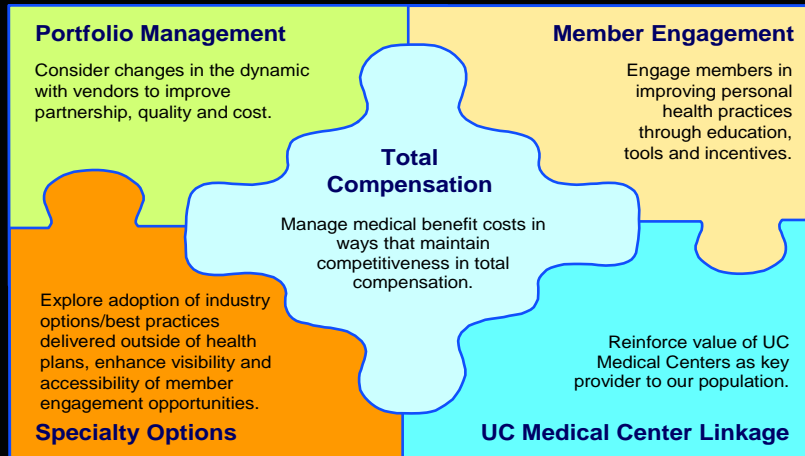 Portfolio Management
Consider changes in the dynamic
with vendors to improve
partnership, quality and cost.
Member Engagement
Engage members in
improving personal
health practices
through education,
tools and incentives.
Total
Compensation
Manage medical benefit costs in
ways that maintain
competitiveness in total
compensation.
Explore adoption of industry
options/best practices
delivered outside of health
plans, enhance visibility and
accessibility of member
engagement opportunities.
Specialty Options
Reinforce value of UC
Medical Centers as key
provider to our population.
UC Medical Center Linkage